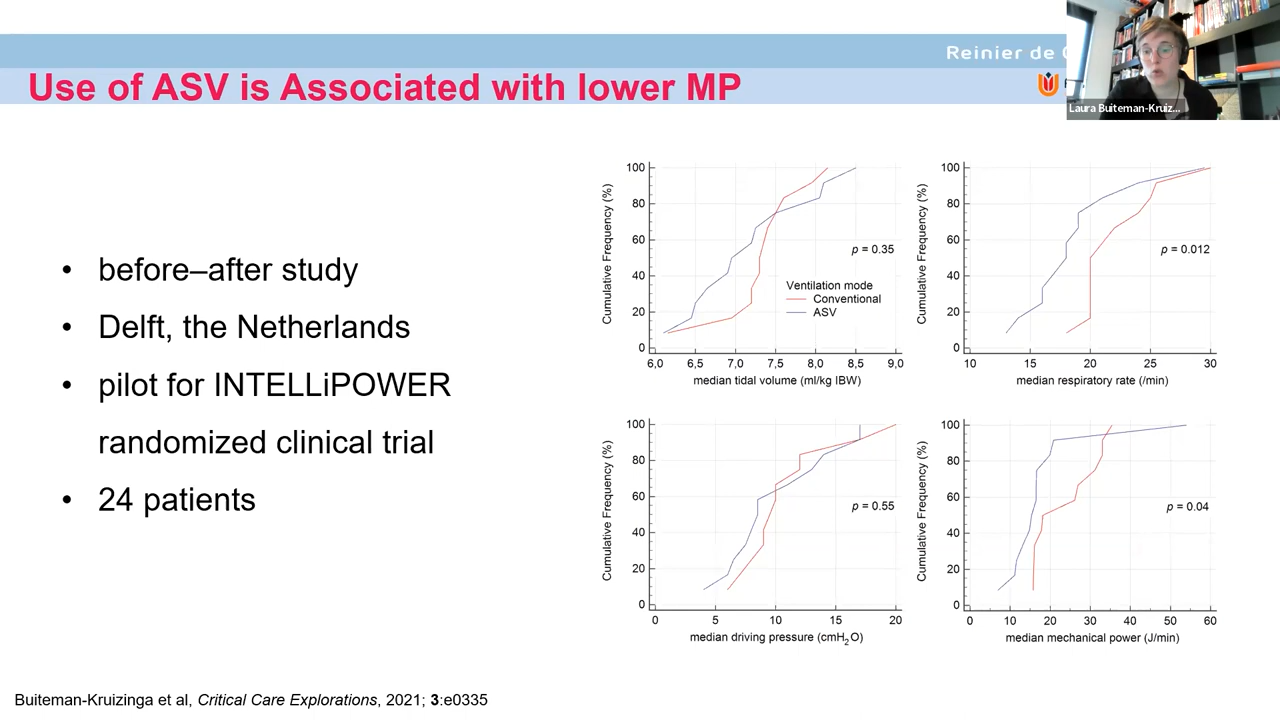 Reinier de
Use of ASV is Associated with lower MP
Laura Buiteman-Kruiz...
• before–after study
• Delft, the Netherlands
• pilot for INTELLiPOWER
randomized clinical trial
• 24 patients
Cumulative Frequency (%)
100
80
60
40
20
0
p = 0.35
Ventilation mode
Conventional
ASV
6,0 6,5 7,0 7,5 8,0 8,5 9,0
median tidal volume (ml/kg IBW)
Cumulative Frequency (%)
100
80
60
40
20
0
p = 0.012
10 15 20 25 30
median respiratory rate (/min)
Cumulative Frequency (%)
100
80
60
40
20
0
p = 0.55
0 5 10 15 20
median driving pressure (cmH2O)
Cumulative Frequency (%)
100
80
60
40
20
0
p = 0.04
0 10 20 30 40 50 60
median mechanical power (J/min)
Buiteman-Kruizinga et al, Critical Care Explorations, 2021; 3:e0335